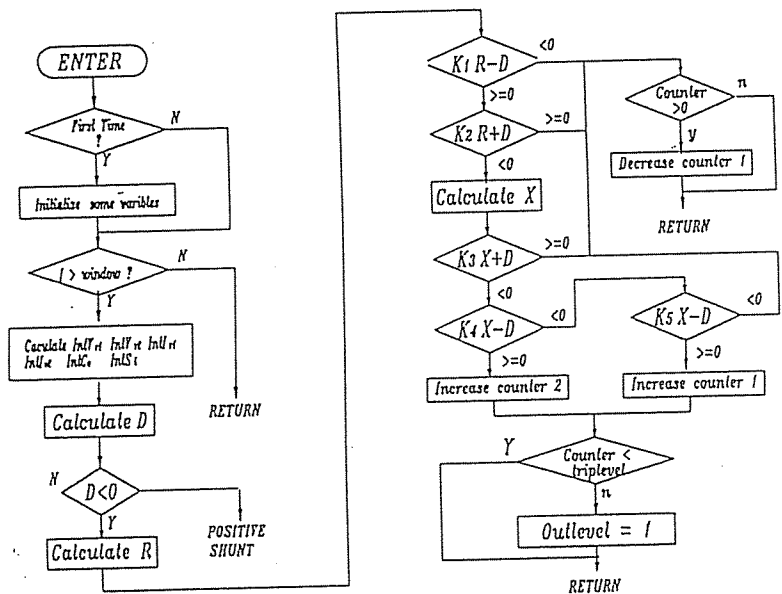 ENTER
First Time
?
N
Y
Initialise some varibles
I > window ?
N
Y
Caculate
RETURN
Calculate D
N
D<0
Y
POSITIVE
SHUNT
Calculate R
K1 R-D
<0
>=0
K2 R+D
>=0
<0
Calculate X
K3 X+D
>=0
<0
K4 X-D
<0
>=0
Increase counter 2
K5 X-D
<0
>=0
Increase counter 1
Counter
>0
n
y
Decrease counter 1
RETURN
Counter <
triplevel
Y
n
Outlevel = 1
RETURN